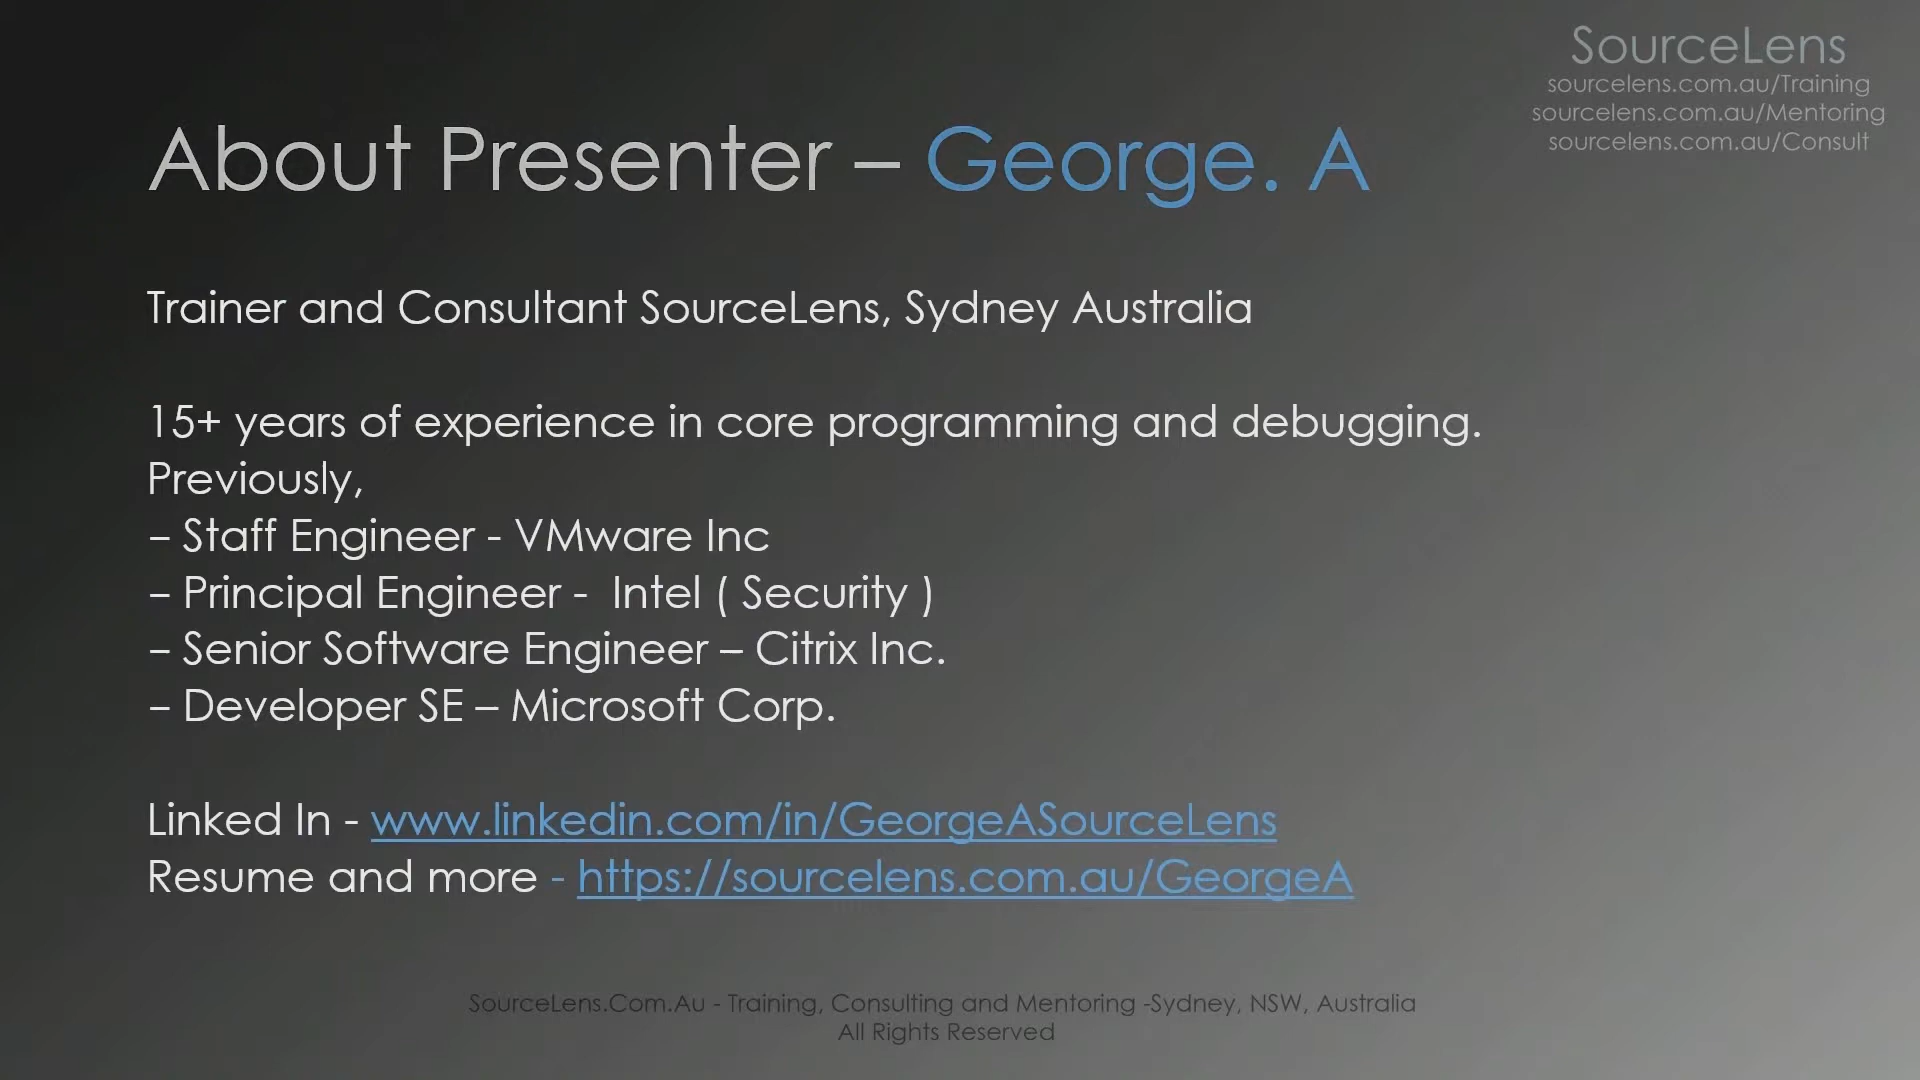 SourceLens
sourcelens.com.au/Training
sourcelens.com.au/Mentoring
sourcelens.com.au/Consult
About Presenter – George. A
Trainer and Consultant SourceLens, Sydney Australia
15+ years of experience in core programming and debugging.
Previously,
– Staff Engineer - VMware Inc
– Principal Engineer -  Intel ( Security )
– Senior Software Engineer – Citrix Inc.
– Developer SE – Microsoft Corp.
Linked In - www.linkedin.com/in/GeorgeASourceLens
Resume and more - https://sourcelens.com.au/GeorgeA
SourceLens.Com.Au - Training, Consulting and Mentoring -Sydney, NSW, Australia
All Rights Reserved